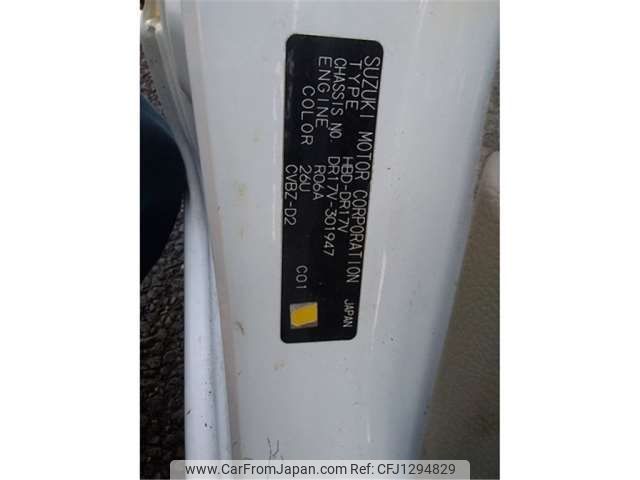 SUZUKI MOTOR CORPORATION JAPAN
TYPE HBD-DR17V
CHASSIS NO. DR17V-301947
ENGINE R06A
COLOR 26U
CVBZ-D2 C01
www.CarFromJapan.com CFJ1294829